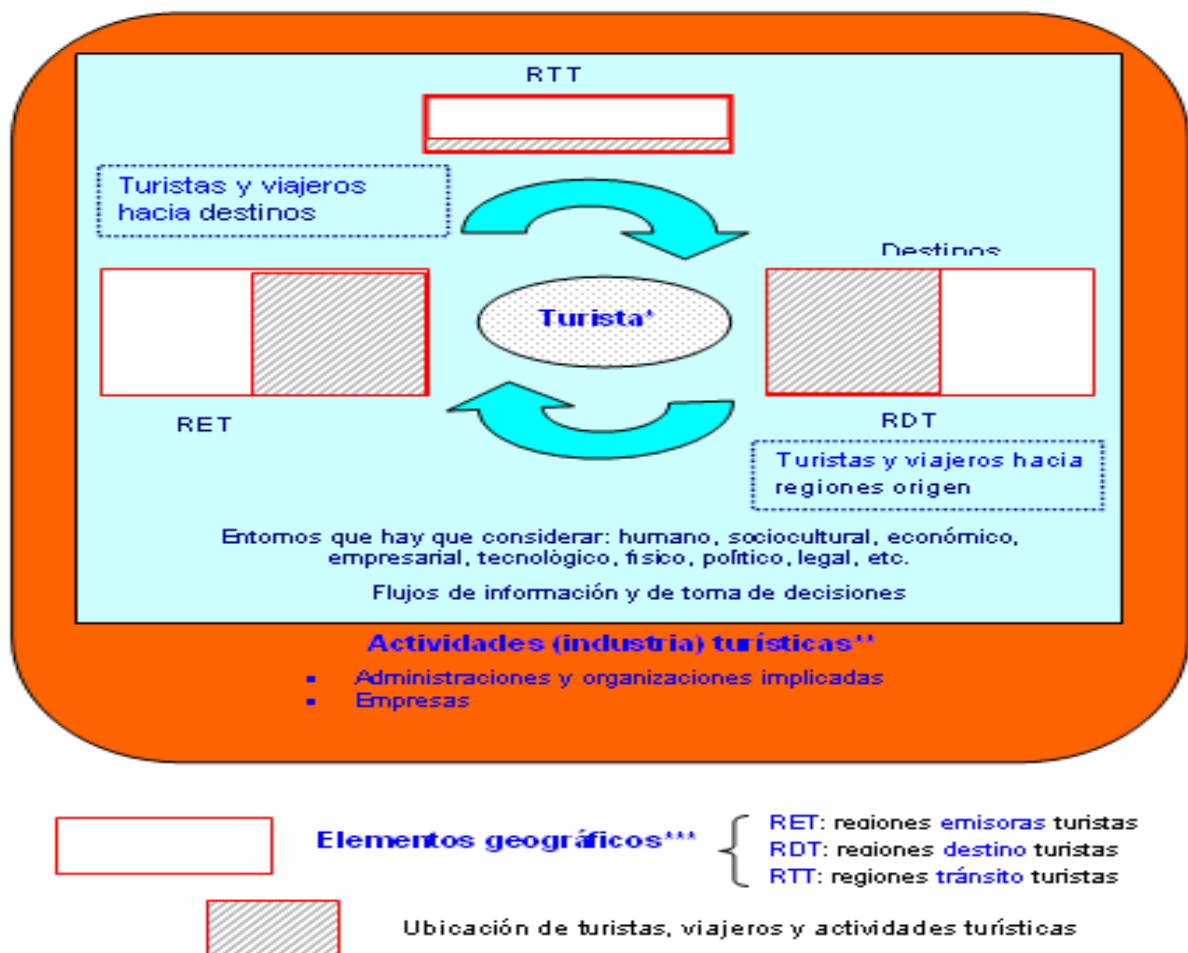 RTT
Turistas y viajeros
hacia destinos
Destinos
Turista*
RET
RDT
Turistas y viajeros hacia
regiones origen
Entornos que hay que considerar: humano, sociocultural, económico,
empresarial, tecnológico, físico, político, legal, etc.
Flujos de información y de toma de decisiones
Actividades (industria) turísticas**
▪ Administraciones y organizaciones implicadas
▪ Empresas
Elementos geográficos***
RET: regiones emisoras turistas
RDT: regiones destino turistas
RTT: regiones tránsito turistas
Ubicación de turistas, viajeros y actividades turísticas